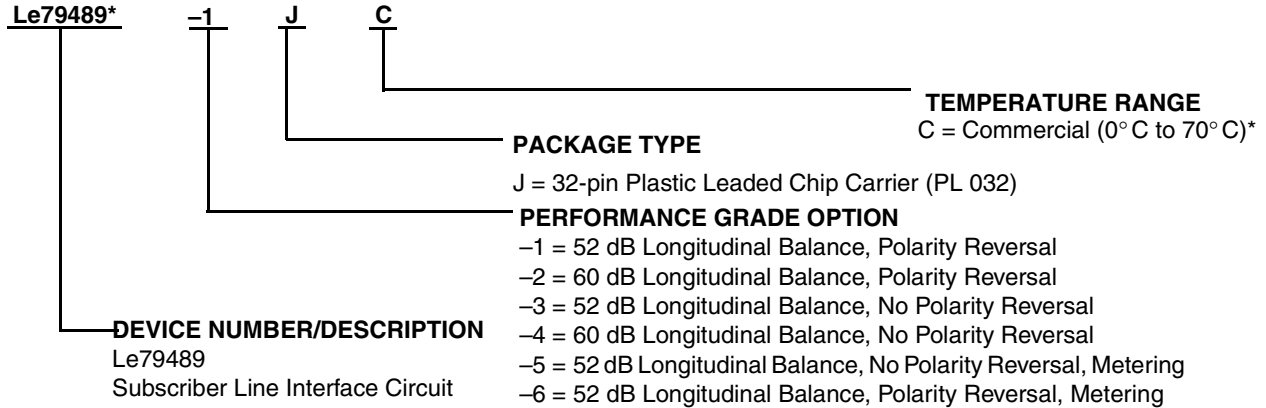 Le79489* –1 J C
TEMPERATURE RANGE
C = Commercial (0° C to 70° C)*
PACKAGE TYPE
J = 32-pin Plastic Leaded Chip Carrier (PL 032)
PERFORMANCE GRADE OPTION
–1 = 52 dB Longitudinal Balance, Polarity Reversal
–2 = 60 dB Longitudinal Balance, Polarity Reversal
–3 = 52 dB Longitudinal Balance, No Polarity Reversal
–4 = 60 dB Longitudinal Balance, No Polarity Reversal
–5 = 52 dB Longitudinal Balance, No Polarity Reversal, Metering
–6 = 52 dB Longitudinal Balance, Polarity Reversal, Metering
DEVICE NUMBER/DESCRIPTION
Le79489
Subscriber Line Interface Circuit